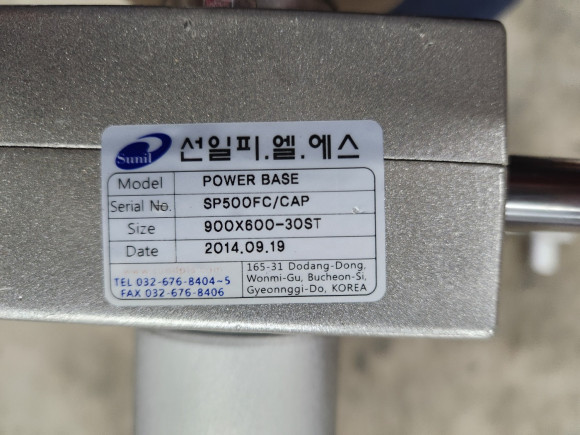 Sunil 선일피.엘.에스
Model POWER BASE
Serial No. SP500FC/CAP
Size 900X600-30ST
Date 2014.09.19
TEL 032-676-8404~5
FAX 032-676-8406
165-31 Dodang-Dong,
Wonmi-Gu, Bucheon-Si,
Gyeonnggi-Do, KOREA